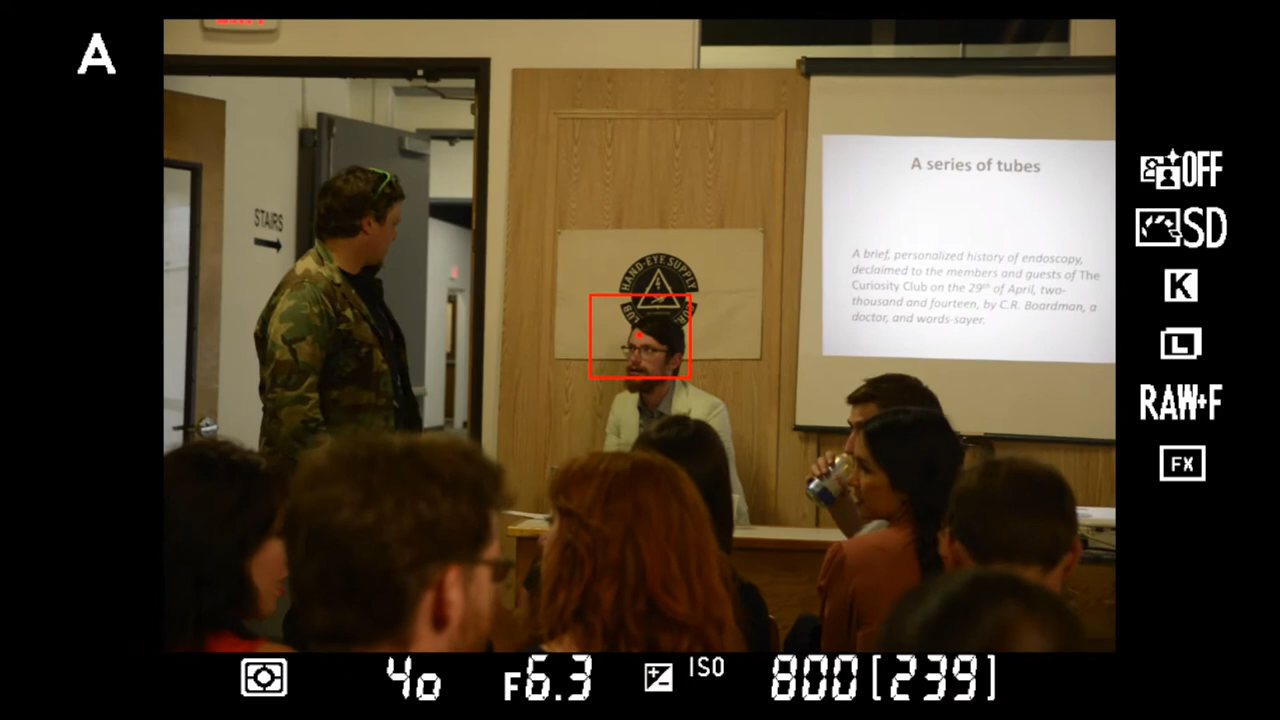 A
EXIT
A series of tubes
STAIRS
HAND-EYE SUPPLY
A brief, personalized history of endoscopy,
declaimed to the members and guests of The
Curiosity Club on the 29th of April, two-
thousand and fourteen, by C.R. Boardman, a
doctor, and words-sayer.
OFF
SD
K
L
RAW+F
FX
40 F6.3 ISO 800 [239]